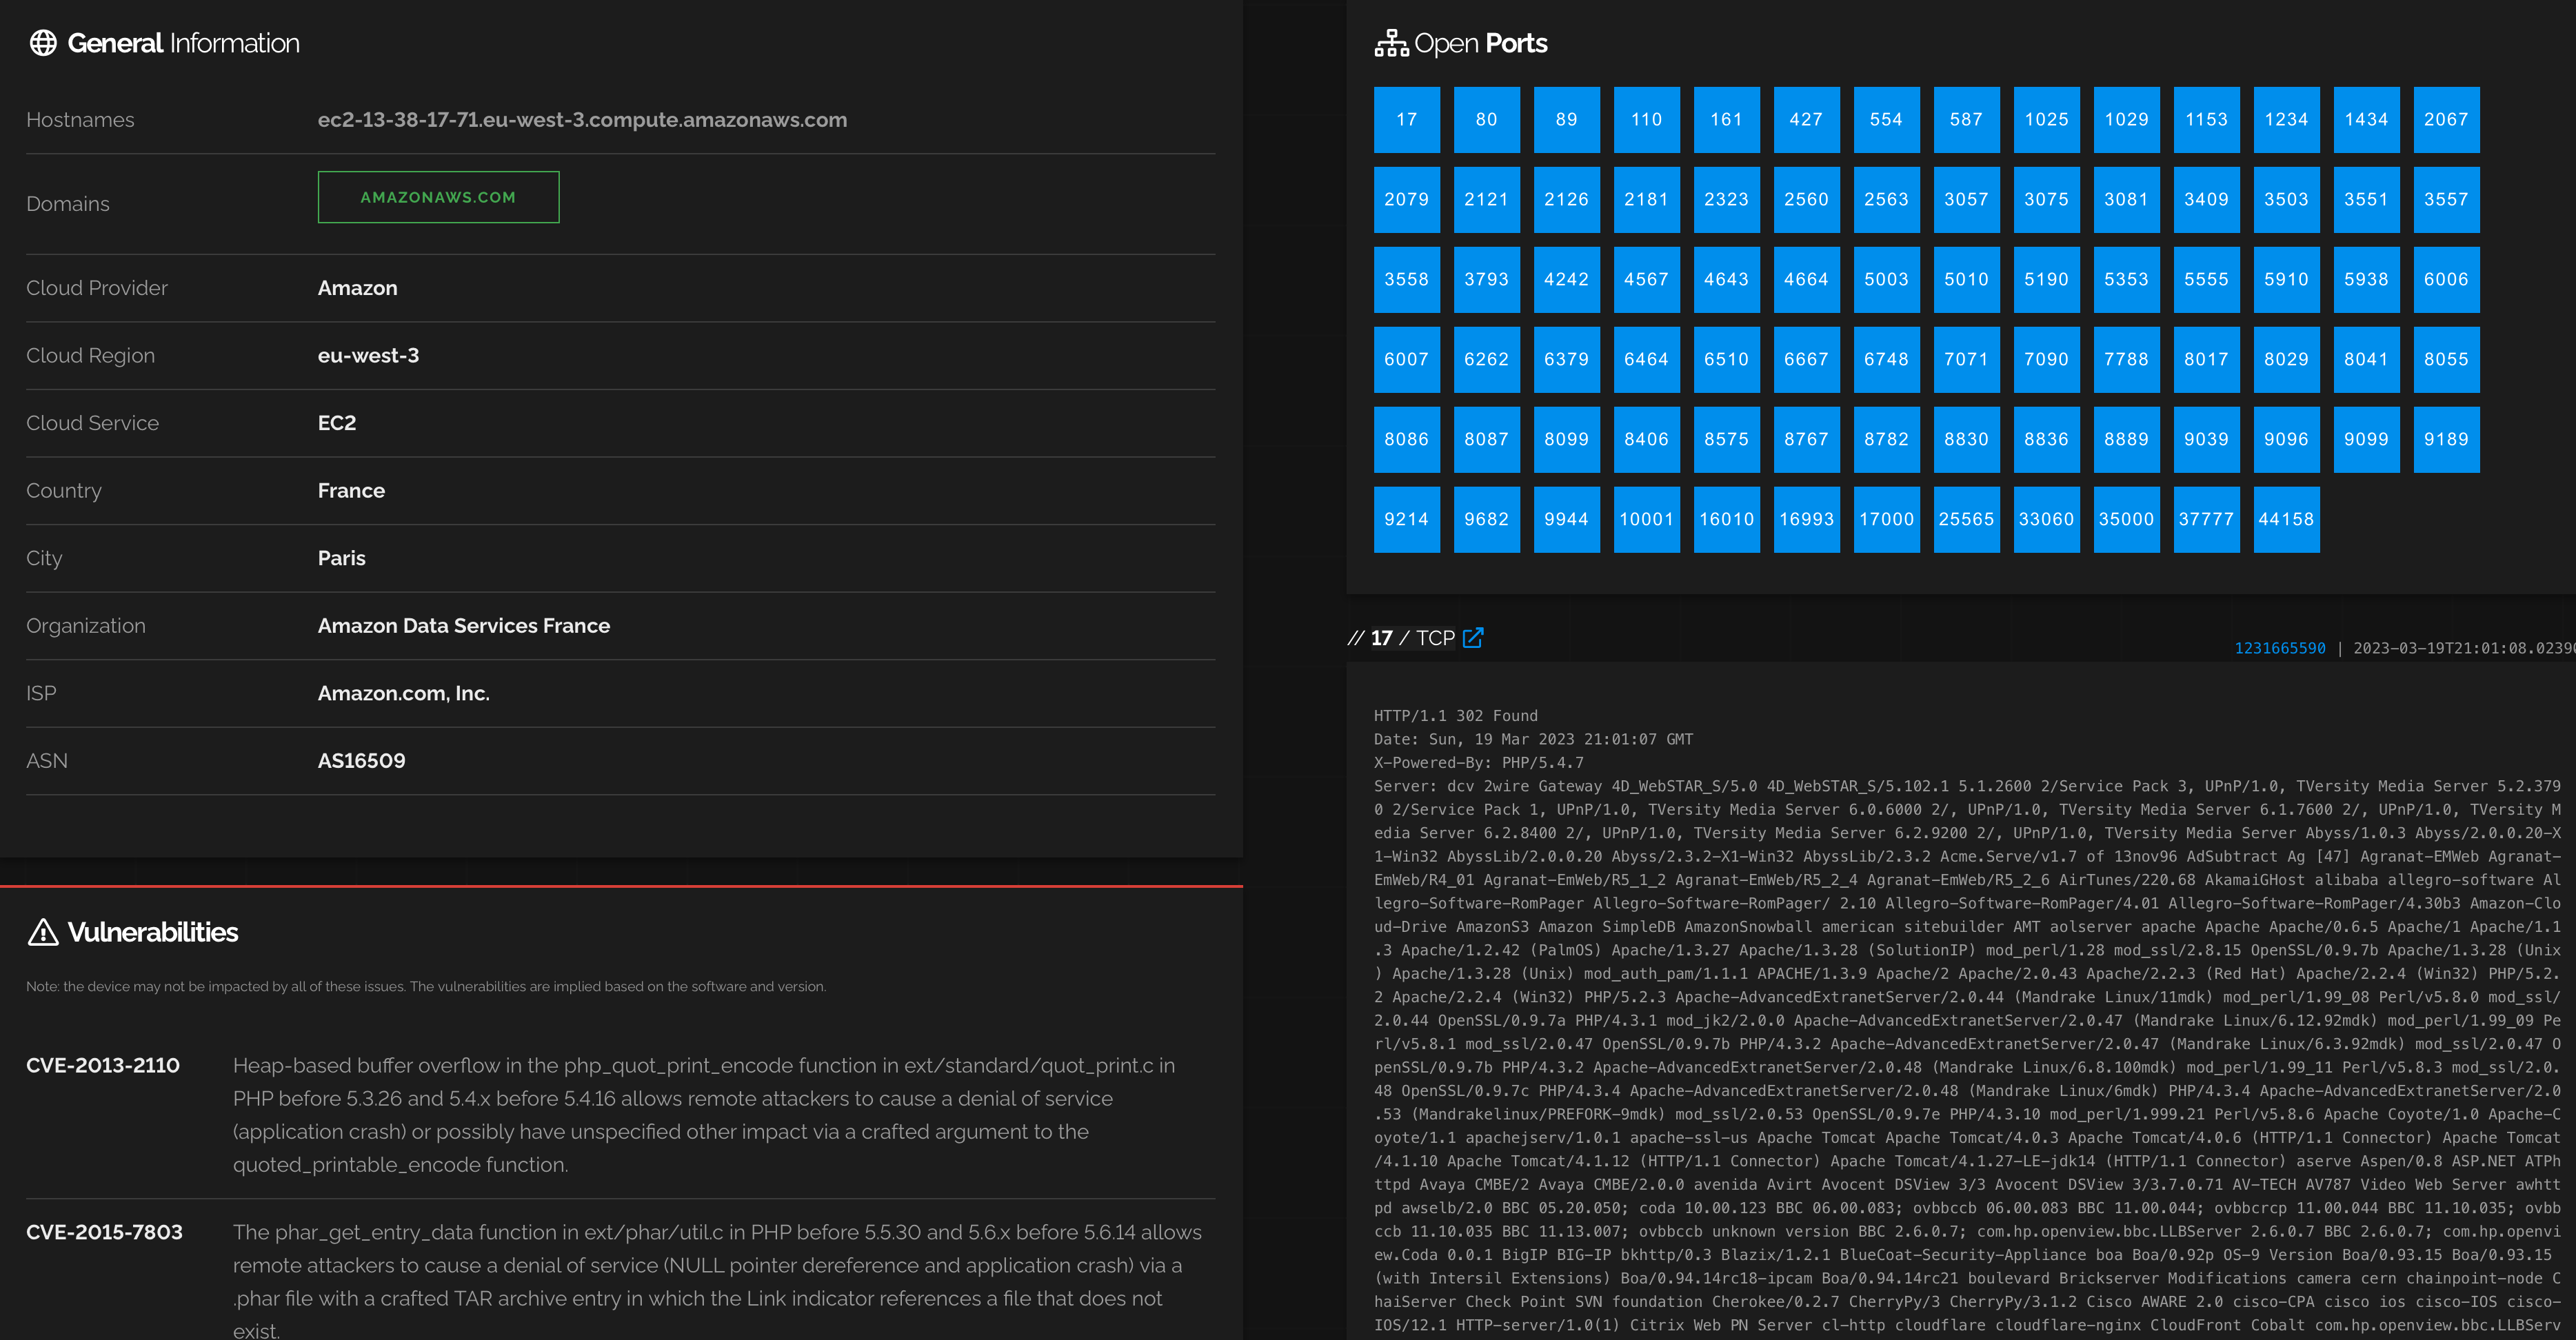 General Information
Hostnames
ec2-13-38-17-71.eu-west-3.compute.amazonaws.com
Domains
AMAZONAWS.COM
Cloud Provider
Amazon
Cloud Region
eu-west-3
Cloud Service
EC2
Country
France
City
Paris
Organization
Amazon Data Services France
ISP
Amazon.com, Inc.
ASN
AS16509
Vulnerabilities
Note: the device may not be impacted by all of these issues. The vulnerabilities are implied based on the software and version.
CVE-2013-2110
Heap-based buffer overflow in the php_quot_print_encode function in ext/standard/quot_print.c in
PHP before 5.3.26 and 5.4.x before 5.4.16 allows remote attackers to cause a denial of service
(application crash) or possibly have unspecified other impact via a crafted argument to the
quoted_printable_encode function.
CVE-2015-7803
The phar_get_entry_data function in ext/phar/util.c in PHP before 5.5.30 and 5.6.x before 5.6.14 allows
remote attackers to cause a denial of service (NULL pointer dereference and application crash) via a
.phar file with a crafted TAR archive entry in which the Link indicator references a file that does not
exist.
Open Ports
17 80 89 110 161 427 554 587 1025 1029 1153 1234 1434 2067
2079 2121 2126 2181 2323 2560 2563 3057 3075 3081 3409 3503 3551 3557
3558 3793 4242 4567 4643 4664 5003 5010 5190 5353 5555 5910 5938 6006
6007 6262 6379 6464 6510 6667 6748 7071 7090 7788 8017 8029 8041 8055
8086 8087 8099 8406 8575 8767 8782 8830 8836 8889 9039 9096 9099 9189
9214 9682 9944 10001 16010 16993 17000 25565 33060 35000 37777 44158
// 17 / TCP
1231665590 | 2023-03-19T21:01:08.0239
HTTP/1.1 302 Found
Date: Sun, 19 Mar 2023 21:01:07 GMT
X-Powered-By: PHP/5.4.7
Server: dcv 2wire Gateway 4D_WebSTAR_S/5.0 4D_WebSTAR_S/5.102.1 5.1.2600 2/Service Pack 3, UPnP/1.0, TVersity Media Server 5.2.379
0 2/Service Pack 1, UPnP/1.0, TVersity Media Server 6.0.6000 2/, UPnP/1.0, TVersity Media Server 6.1.7600 2/, UPnP/1.0, TVersity M
edia Server 6.2.8400 2/, UPnP/1.0, TVersity Media Server 6.2.9200 2/, UPnP/1.0, TVersity Media Server Abyss/1.0.3 Abyss/2.0.0.20-X
1-Win32 AbyssLib/2.0.0.20 Abyss/2.3.2-X1-Win32 AbyssLib/2.3.2 Acme.Serve/v1.7 of 13nov96 AdSubtract Ag [47] Agranat-EMWeb Agranat-
EmWeb/R4_01 Agranat-EmWeb/R5_1_2 Agranat-EmWeb/R5_2_4 Agranat-EmWeb/R5_2_6 AirTunes/220.68 AkamaiGHost alibaba allegro-software Al
legro-Software-RomPager Allegro-Software-RomPager/ 2.10 Allegro-Software-RomPager/4.01 Allegro-Software-RomPager/4.30b3 Amazon-Clo
ud-Drive AmazonS3 Amazon SimpleDB AmazonSnowball american sitebuilder AMT aolserver apache Apache Apache/0.6.5 Apache/1 Apache/1.1
.3 Apache/1.2.42 (PalmOS) Apache/1.3.27 Apache/1.3.28 (SolutionIP) mod_perl/1.28 mod_ssl/2.8.15 OpenSSL/0.9.7b Apache/1.3.28 (Unix
) Apache/1.3.28 (Unix) mod_auth_pam/1.1.1 APACHE/1.3.9 Apache/2 Apache/2.0.43 Apache/2.2.3 (Red Hat) Apache/2.2.4 (Win32) PHP/5.2.
2 Apache/2.2.4 (Win32) PHP/5.2.3 Apache-AdvancedExtranetServer/2.0.44 (Mandrake Linux/11mdk) mod_perl/1.99_08 Perl/v5.8.0 mod_ssl/
2.0.44 OpenSSL/0.9.7a PHP/4.3.1 mod_jk2/2.0.0 Apache-AdvancedExtranetServer/2.0.47 (Mandrake Linux/6.12.92mdk) mod_perl/1.99_09 Pe
rl/v5.8.1 mod_ssl/2.0.47 OpenSSL/0.9.7b PHP/4.3.2 Apache-AdvancedExtranetServer/2.0.47 (Mandrake Linux/6.3.92mdk) mod_ssl/2.0.47 O
penSSL/0.9.7b PHP/4.3.2 Apache-AdvancedExtranetServer/2.0.48 (Mandrake Linux/6.8.100mdk) mod_perl/1.99_11 Perl/v5.8.3 mod_ssl/2.0.
48 OpenSSL/0.9.7c PHP/4.3.4 Apache-AdvancedExtranetServer/2.0.48 (Mandrake Linux/6mdk) PHP/4.3.4 Apache-AdvancedExtranetServer/2.0
.53 (Mandrakelinux/PREFORK-9mdk) mod_ssl/2.0.53 OpenSSL/0.9.7e PHP/4.3.10 mod_perl/1.999.21 Perl/v5.8.6 Apache Coyote/1.0 Apache-C
oyote/1.1 apachejserv/1.0.1 apache-ssl-us Apache Tomcat Apache Tomcat/4.0.3 Apache Tomcat/4.0.6 (HTTP/1.1 Connector) Apache Tomcat
/4.1.10 Apache Tomcat/4.1.12 (HTTP/1.1 Connector) Apache Tomcat/4.1.27-LE-jdk14 (HTTP/1.1 Connector) aserve Aspen/0.8 ASP.NET ATPh
ttpd Avaya CMBE/2 Avaya CMBE/2.0.0 avenida Avirt Avocent DSView 3/3 Avocent DSView 3/3.7.0.71 AV-TECH AV787 Video Web Server awhtt
pd awselb/2.0 BBC 05.20.050; coda 10.00.123 BBC 06.00.083; ovbbccb 06.00.083 BBC 11.00.044; ovbbcrcp 11.00.044 BBC 11.10.035; ovbb
ccb 11.10.035 BBC 11.13.007; ovbbccb unknown version BBC 2.6.0.7; com.hp.openview.bbc.LLBServer 2.6.0.7 BBC 2.6.0.7; com.hp.openvi
ew.Coda 0.0.1 BigIP BIG-IP bkhttp/0.3 Blazix/1.2.1 BlueCoat-Security-Appliance boa Boa/0.92p OS-9 Version Boa/0.93.15 Boa/0.93.15
(with Intersil Extensions) Boa/0.94.14rc18-ipcam Boa/0.94.14rc21 boulevard Brickserver Modifications camera cern chainpoint-node C
haiServer Check Point SVN foundation Cherokee/0.2.7 CherryPy/3 CherryPy/3.1.2 Cisco AWARE 2.0 cisco-CPA cisco ios cisco-IOS cisco-
IOS/12.1 HTTP-server/1.0(1) Citrix Web PN Server cl-http cloudflare cloudflare-nginx CloudFront Cobalt com.hp.openview.bbc.LLBServ